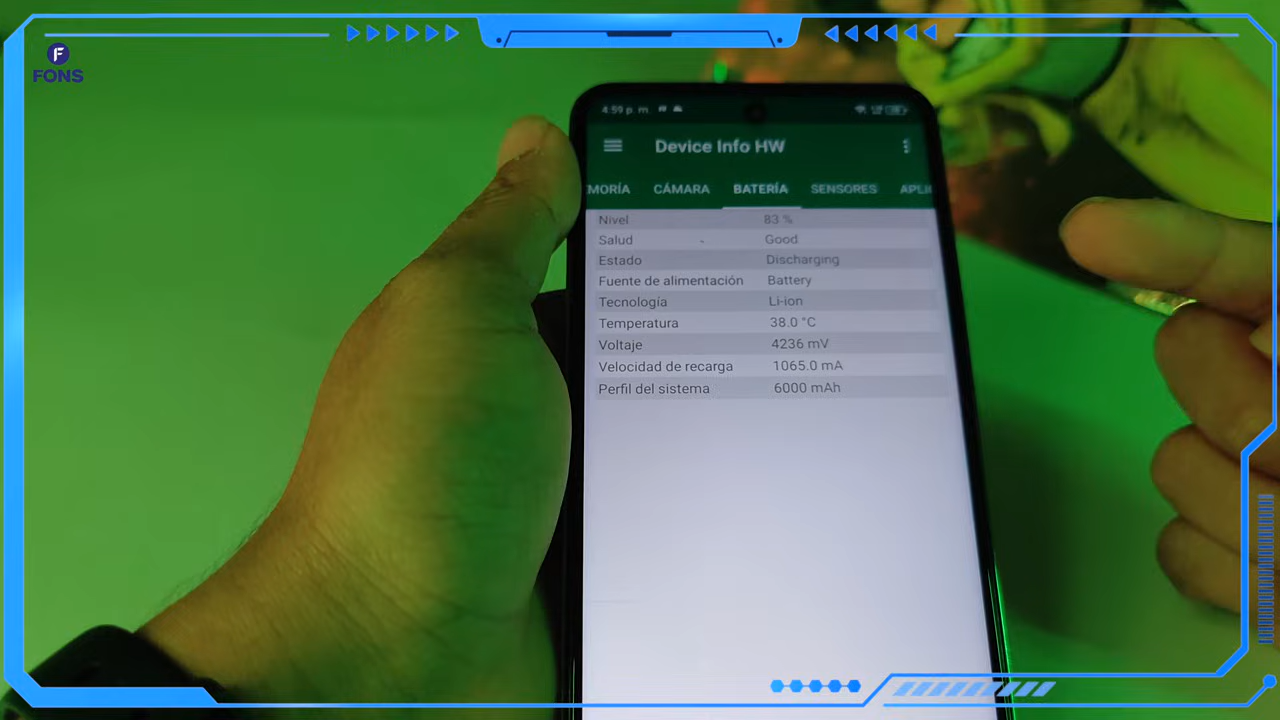 FONS
4:59 p. m.
Device Info HW
MORÍA CÁMARA BATERÍA SENSORES APLI
Nivel 83 %
Salud Good
Estado Discharging
Fuente de alimentación Battery
Tecnología Li-ion
Temperatura 38.0 °C
Voltaje 4236 mV
Velocidad de recarga 1065.0 mA
Perfil del sistema 6000 mAh